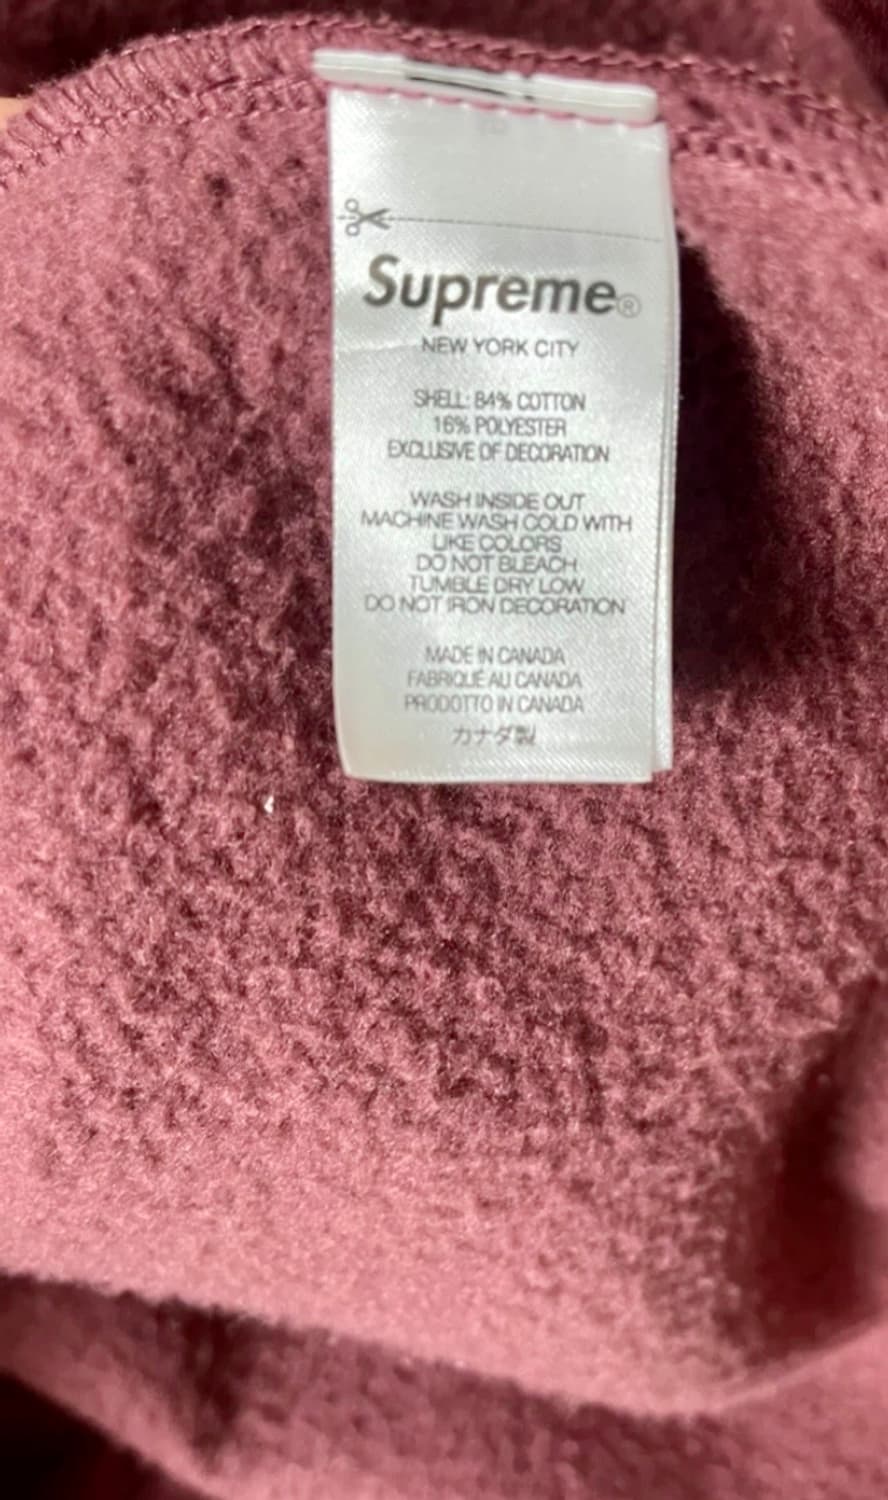 Supreme®
NEW YORK CITY
SHELL: 84% COTTON
16% POLYESTER
EXCLUSIVE OF DECORATION
WASH INSIDE OUT
MACHINE WASH COLD WITH
LIKE COLORS
DO NOT BLEACH
TUMBLE DRY LOW
DO NOT IRON DECORATION
MADE IN CANADA
FABRIQUÉ AU CANADA
PRODOTTO IN CANADA
カナダ製